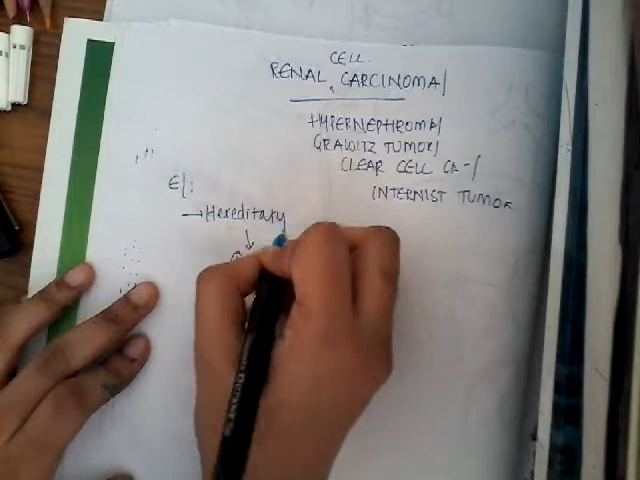 CELL
RENAL CARCINOMA/
HYPERNEPHROMA/
GRAWITZ TUMOR/
CLEAR CELL CA-/
INTERNIST TUMOR
E/:
→Hereditary